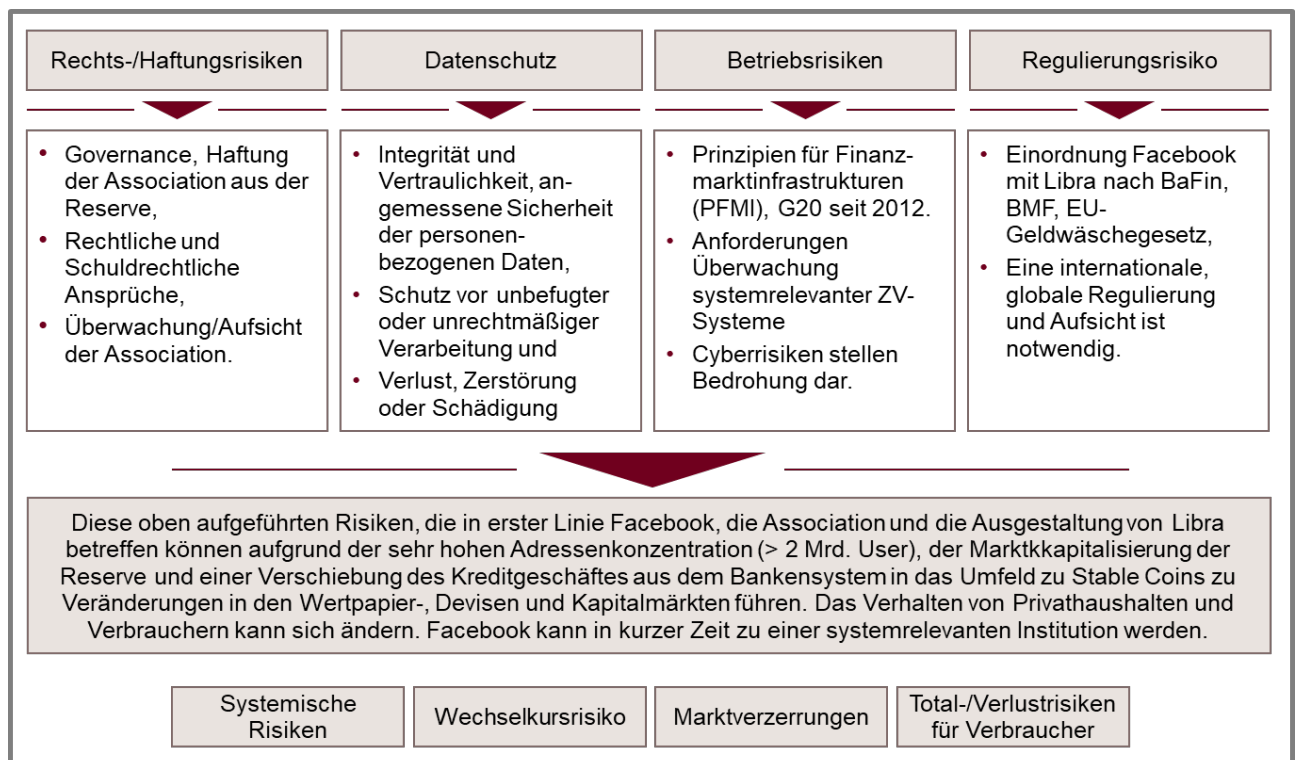 Rechts-/Haftungsrisiken
Datenschutz
Betriebsrisiken
Regulierungsrisiko
• Governance, Haftung
der Association aus der
Reserve,
• Rechtliche und
Schuldrechtliche
Ansprüche,
• Überwachung/Aufsicht
der Association.
• Integrität und
Vertraulichkeit, an-
gemessene Sicherheit
der personen-
bezogenen Daten,
• Schutz vor unbefugter
oder unrechtmäßiger
Verarbeitung und
• Verlust, Zerstörung
oder Schädigung
• Prinzipien für Finanz-
marktinfrastrukturen
(PFMI), G20 seit 2012.
• Anforderungen
Überwachung
systemrelevanter ZV-
Systeme
• Cyberrisiken stellen
Bedrohung dar.
• Einordnung Facebook
mit Libra nach BaFin,
BMF, EU-
Geldwäschegesetz,
• Eine internationale,
globale Regulierung
und Aufsicht ist
notwendig.
Diese oben aufgeführten Risiken, die in erster Linie Facebook, die Association und die Ausgestaltung von Libra
betreffen können aufgrund der sehr hohen Adressenkonzentration (> 2 Mrd. User), der Marktkkapitalisierung der
Reserve und einer Verschiebung des Kreditgeschäftes aus dem Bankensystem in das Umfeld zu Stable Coins zu
Veränderungen in den Wertpapier-, Devisen und Kapitalmärkten führen. Das Verhalten von Privathaushalten und
Verbrauchern kann sich ändern. Facebook kann in kurzer Zeit zu einer systemrelevanten Institution werden.
Systemische
Risiken
Wechselkursrisiko
Marktverzerrungen
Total-/Verlustrisiken
für Verbraucher